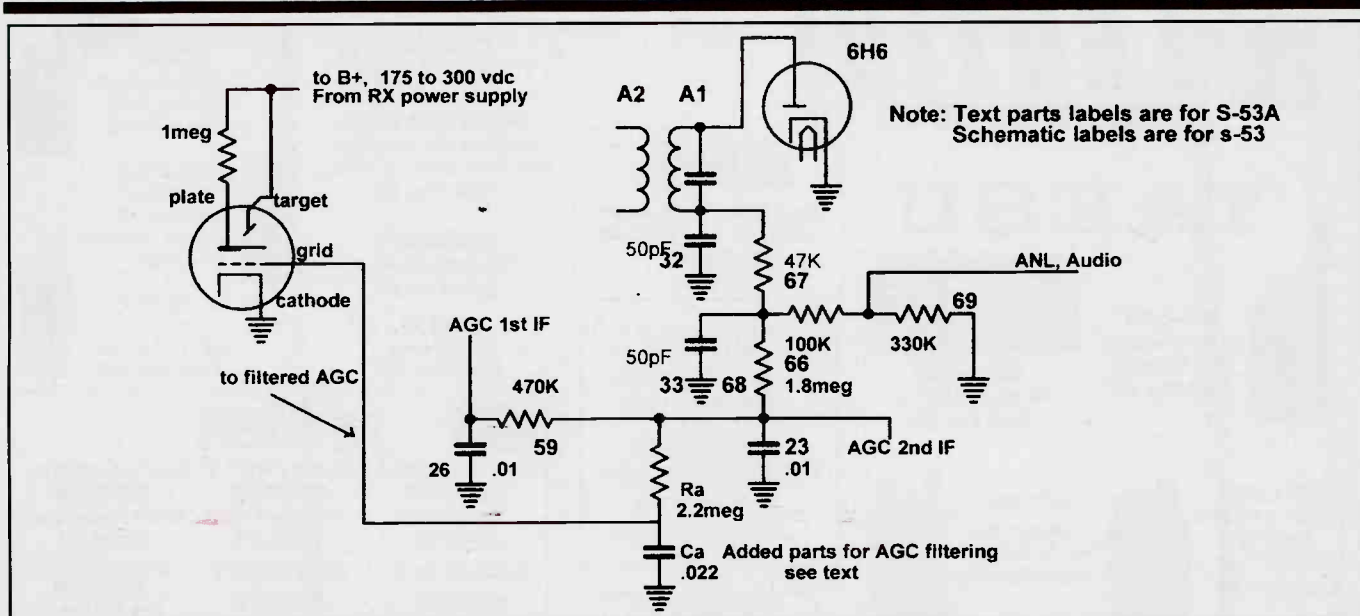 to B+, 175 to 300 vdc
From RX power supply
1meg
plate
target
grid
cathode
6H6
A2
A1
Note: Text parts labels are for S-53A
Schematic labels are for s-53
50pF
32
47K
67
ANL, Audio
69
100K
330K
66
50pF
33
68
1.8meg
AGC 1st IF
to filtered AGC
470K
59
26
.01
23
.01
AGC 2nd IF
Ra
2.2meg
Ca
.022
Added parts for AGC filtering
see text